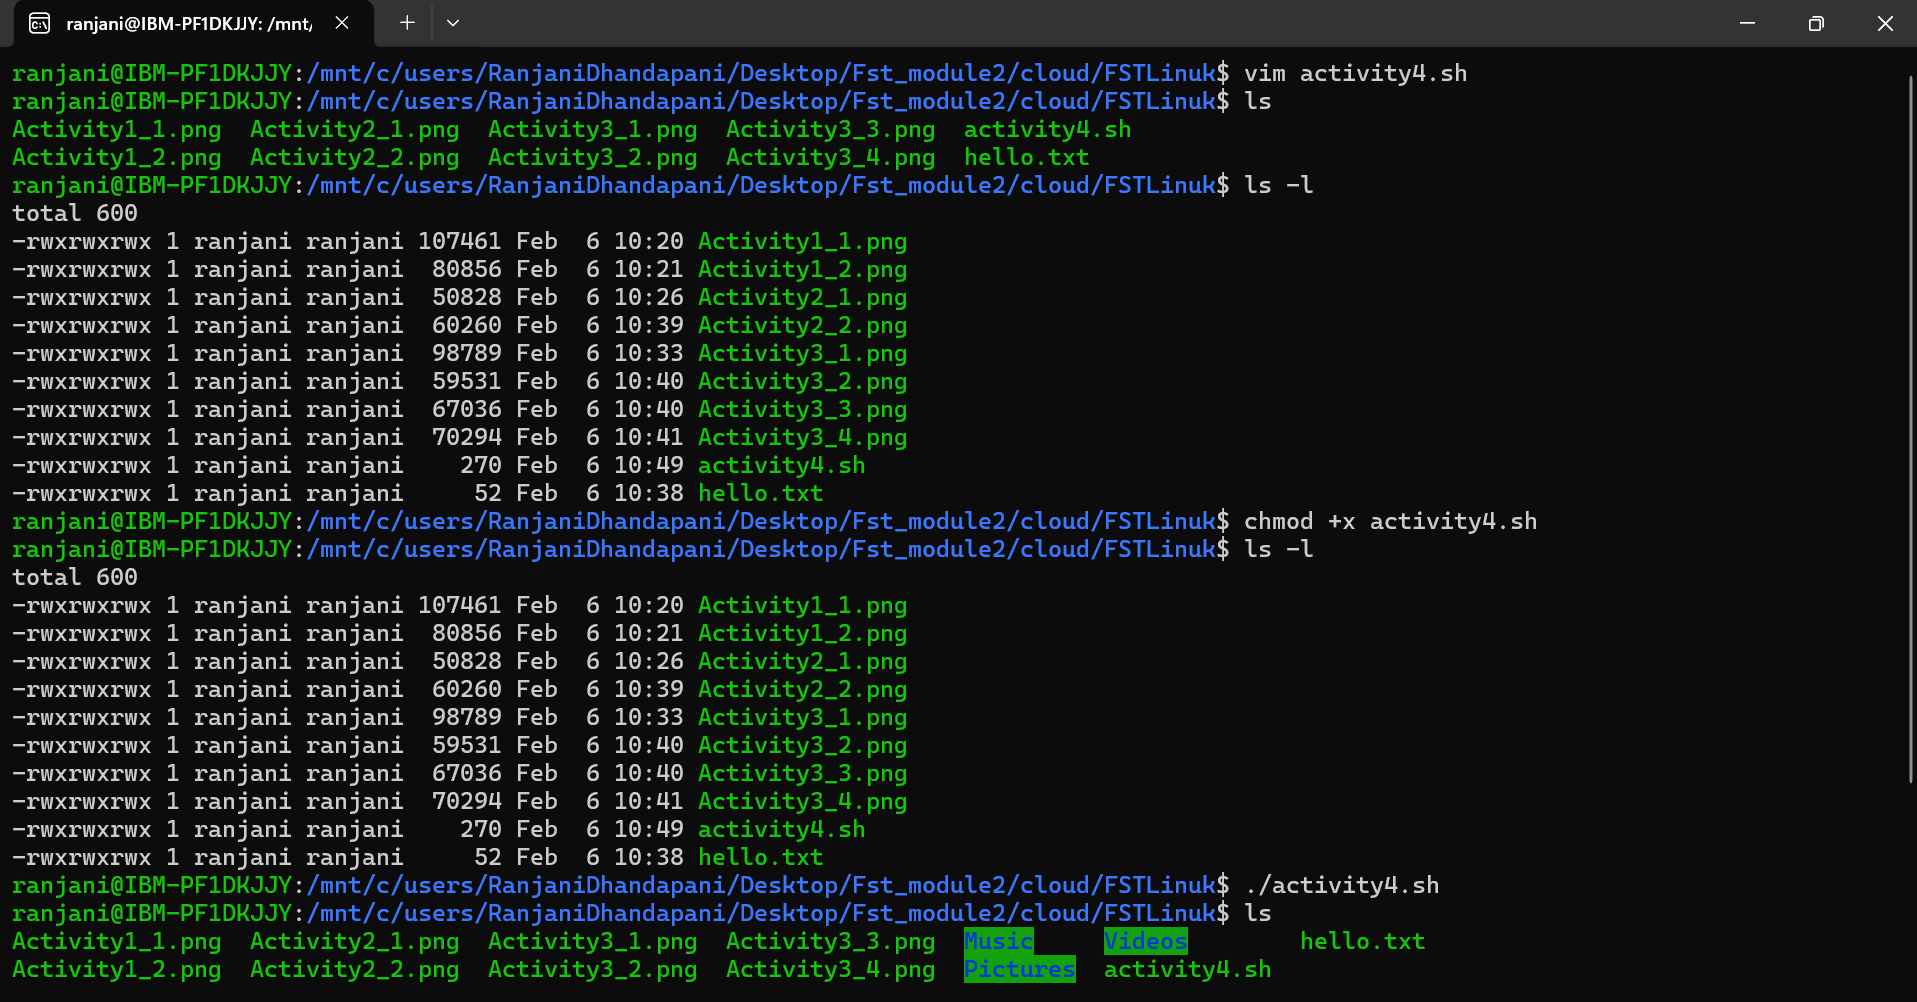 ranjani@IBM-PF1DKJJY: /mnt/
ranjani@IBM-PF1DKJJY:/mnt/c/users/RanjaniDhandapani/Desktop/Fst_module2/cloud/FSTLinuk$ vim activity4.sh
ranjani@IBM-PF1DKJJY:/mnt/c/users/RanjaniDhandapani/Desktop/Fst_module2/cloud/FSTLinuk$ ls
Activity1_1.png  Activity2_1.png  Activity3_1.png  Activity3_3.png  activity4.sh
Activity1_2.png  Activity2_2.png  Activity3_2.png  Activity3_4.png  hello.txt
ranjani@IBM-PF1DKJJY:/mnt/c/users/RanjaniDhandapani/Desktop/Fst_module2/cloud/FSTLinuk$ ls -l
total 600
-rwxrwxrwx 1 ranjani ranjani 107461 Feb  6 10:20 Activity1_1.png
-rwxrwxrwx 1 ranjani ranjani  80856 Feb  6 10:21 Activity1_2.png
-rwxrwxrwx 1 ranjani ranjani  50828 Feb  6 10:26 Activity2_1.png
-rwxrwxrwx 1 ranjani ranjani  60260 Feb  6 10:39 Activity2_2.png
-rwxrwxrwx 1 ranjani ranjani  98789 Feb  6 10:33 Activity3_1.png
-rwxrwxrwx 1 ranjani ranjani  59531 Feb  6 10:40 Activity3_2.png
-rwxrwxrwx 1 ranjani ranjani  67036 Feb  6 10:40 Activity3_3.png
-rwxrwxrwx 1 ranjani ranjani  70294 Feb  6 10:41 Activity3_4.png
-rwxrwxrwx 1 ranjani ranjani    270 Feb  6 10:49 activity4.sh
-rwxrwxrwx 1 ranjani ranjani     52 Feb  6 10:38 hello.txt
ranjani@IBM-PF1DKJJY:/mnt/c/users/RanjaniDhandapani/Desktop/Fst_module2/cloud/FSTLinuk$ chmod +x activity4.sh
ranjani@IBM-PF1DKJJY:/mnt/c/users/RanjaniDhandapani/Desktop/Fst_module2/cloud/FSTLinuk$ ls -l
total 600
-rwxrwxrwx 1 ranjani ranjani 107461 Feb  6 10:20 Activity1_1.png
-rwxrwxrwx 1 ranjani ranjani  80856 Feb  6 10:21 Activity1_2.png
-rwxrwxrwx 1 ranjani ranjani  50828 Feb  6 10:26 Activity2_1.png
-rwxrwxrwx 1 ranjani ranjani  60260 Feb  6 10:39 Activity2_2.png
-rwxrwxrwx 1 ranjani ranjani  98789 Feb  6 10:33 Activity3_1.png
-rwxrwxrwx 1 ranjani ranjani  59531 Feb  6 10:40 Activity3_2.png
-rwxrwxrwx 1 ranjani ranjani  67036 Feb  6 10:40 Activity3_3.png
-rwxrwxrwx 1 ranjani ranjani  70294 Feb  6 10:41 Activity3_4.png
-rwxrwxrwx 1 ranjani ranjani    270 Feb  6 10:49 activity4.sh
-rwxrwxrwx 1 ranjani ranjani     52 Feb  6 10:38 hello.txt
ranjani@IBM-PF1DKJJY:/mnt/c/users/RanjaniDhandapani/Desktop/Fst_module2/cloud/FSTLinuk$ ./activity4.sh
ranjani@IBM-PF1DKJJY:/mnt/c/users/RanjaniDhandapani/Desktop/Fst_module2/cloud/FSTLinuk$ ls
Activity1_1.png  Activity2_1.png  Activity3_1.png  Activity3_3.png  Music     Videos        hello.txt
Activity1_2.png  Activity2_2.png  Activity3_2.png  Activity3_4.png  Pictures  activity4.sh